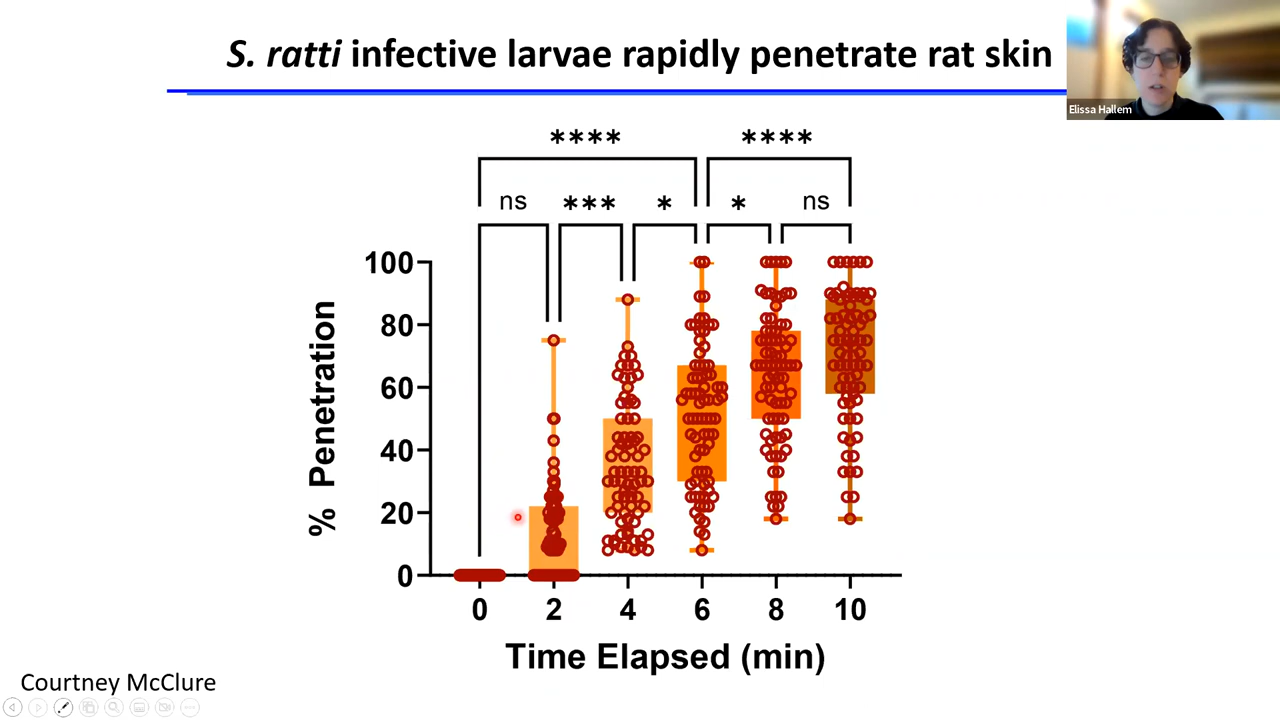 S. ratti infective larvae rapidly penetrate rat skin
Elissa Hallem
**** ****
ns *** * * ns
% Penetration
100
80
60
40
20
0
0 2 4 6 8 10
Time Elapsed (min)
Courtney McClure